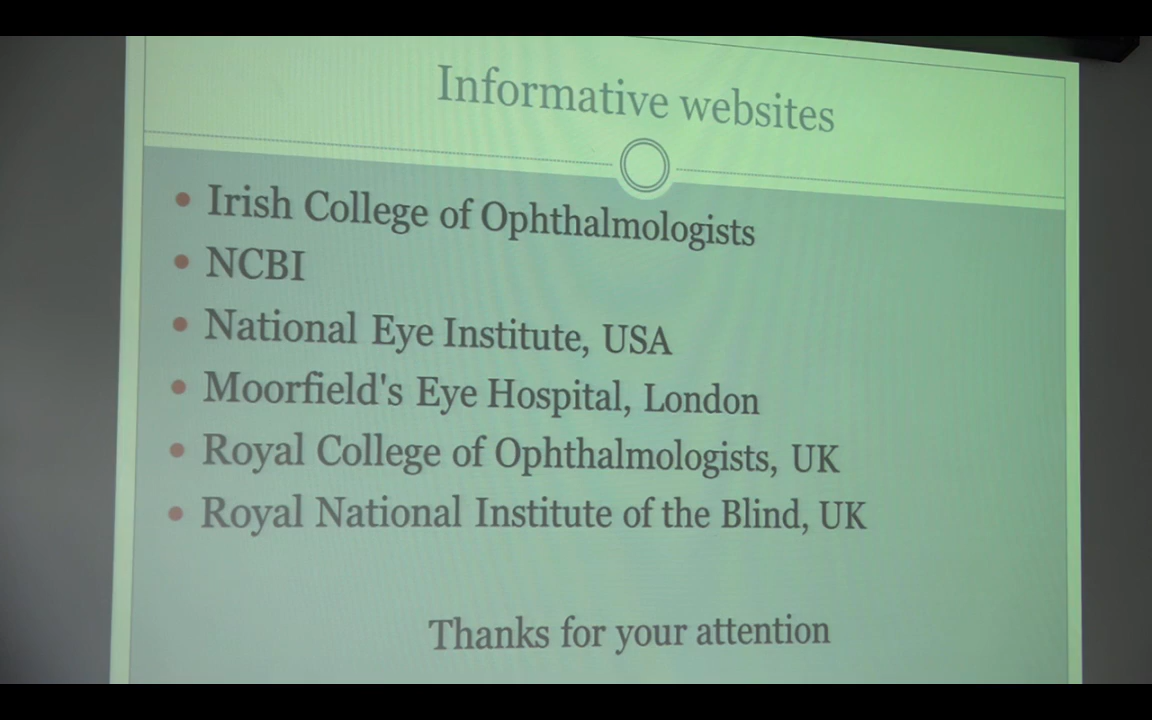 Informative websites
• Irish College of Ophthalmologists
• NCBI
• National Eye Institute, USA
• Moorfield's Eye Hospital, London
• Royal College of Ophthalmologists, UK
• Royal National Institute of the Blind, UK
Thanks for your attention